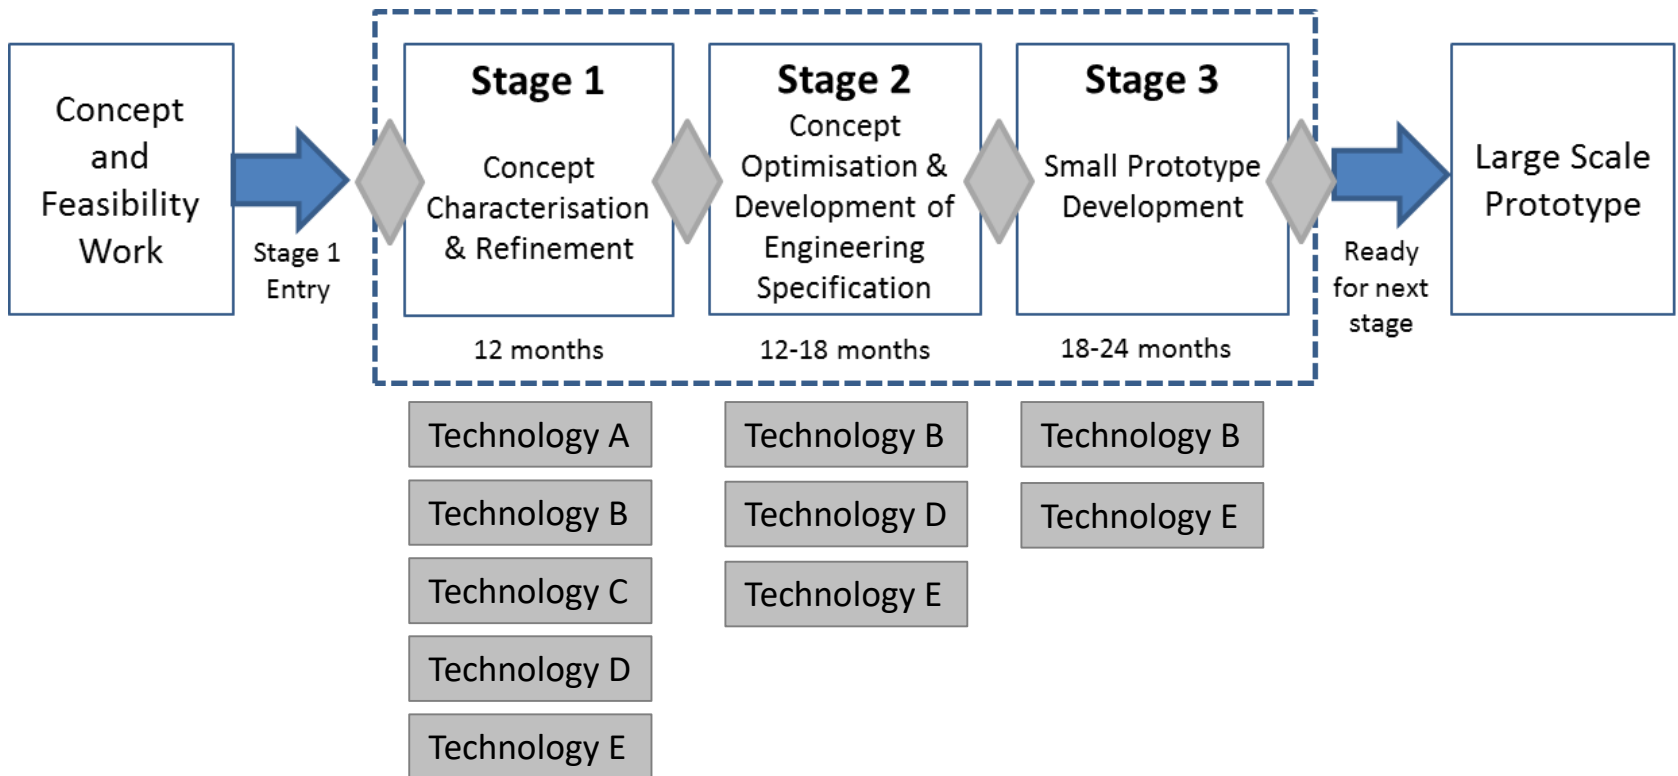 Concept
and
Feasibility
Work
Stage 1
Entry
Stage 1
Concept
Characterisation
& Refinement
12 months
Stage 2
Concept
Optimisation &
Development of
Engineering
Specification
12-18 months
Stage 3
Small Prototype
Development
18-24 months
Ready
for next
stage
Large Scale
Prototype
Technology A
Technology B
Technology C
Technology D
Technology E
Technology B
Technology D
Technology E
Technology B
Technology E